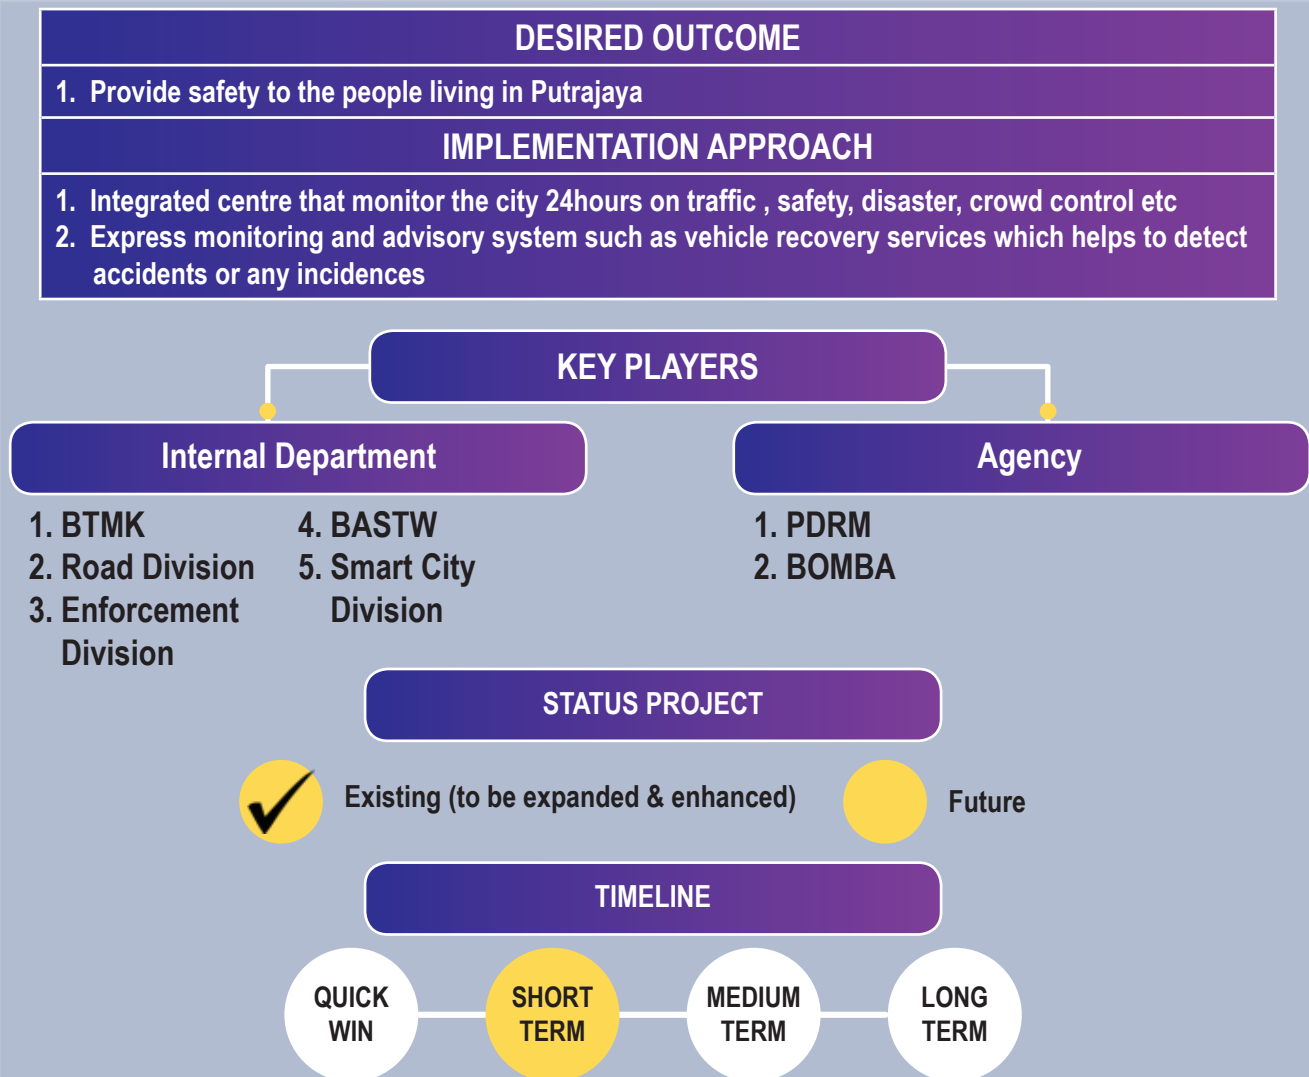 DESIRED OUTCOME
1. Provide safety to the people living in Putrajaya
IMPLEMENTATION APPROACH
1. Integrated centre that monitor the city 24hours on traffic , safety, disaster, crowd control etc
2. Express monitoring and advisory system such as vehicle recovery services which helps to detect
accidents or any incidences
KEY PLAYERS
Internal Department
1. BTMK
2. Road Division
3. Enforcement
Division
4. BASTW
5. Smart City
Division
Agency
1. PDRM
2. BOMBA
STATUS PROJECT
Existing (to be expanded & enhanced)
Future
TIMELINE
QUICK
WIN
SHORT
TERM
MEDIUM
TERM
LONG
TERM